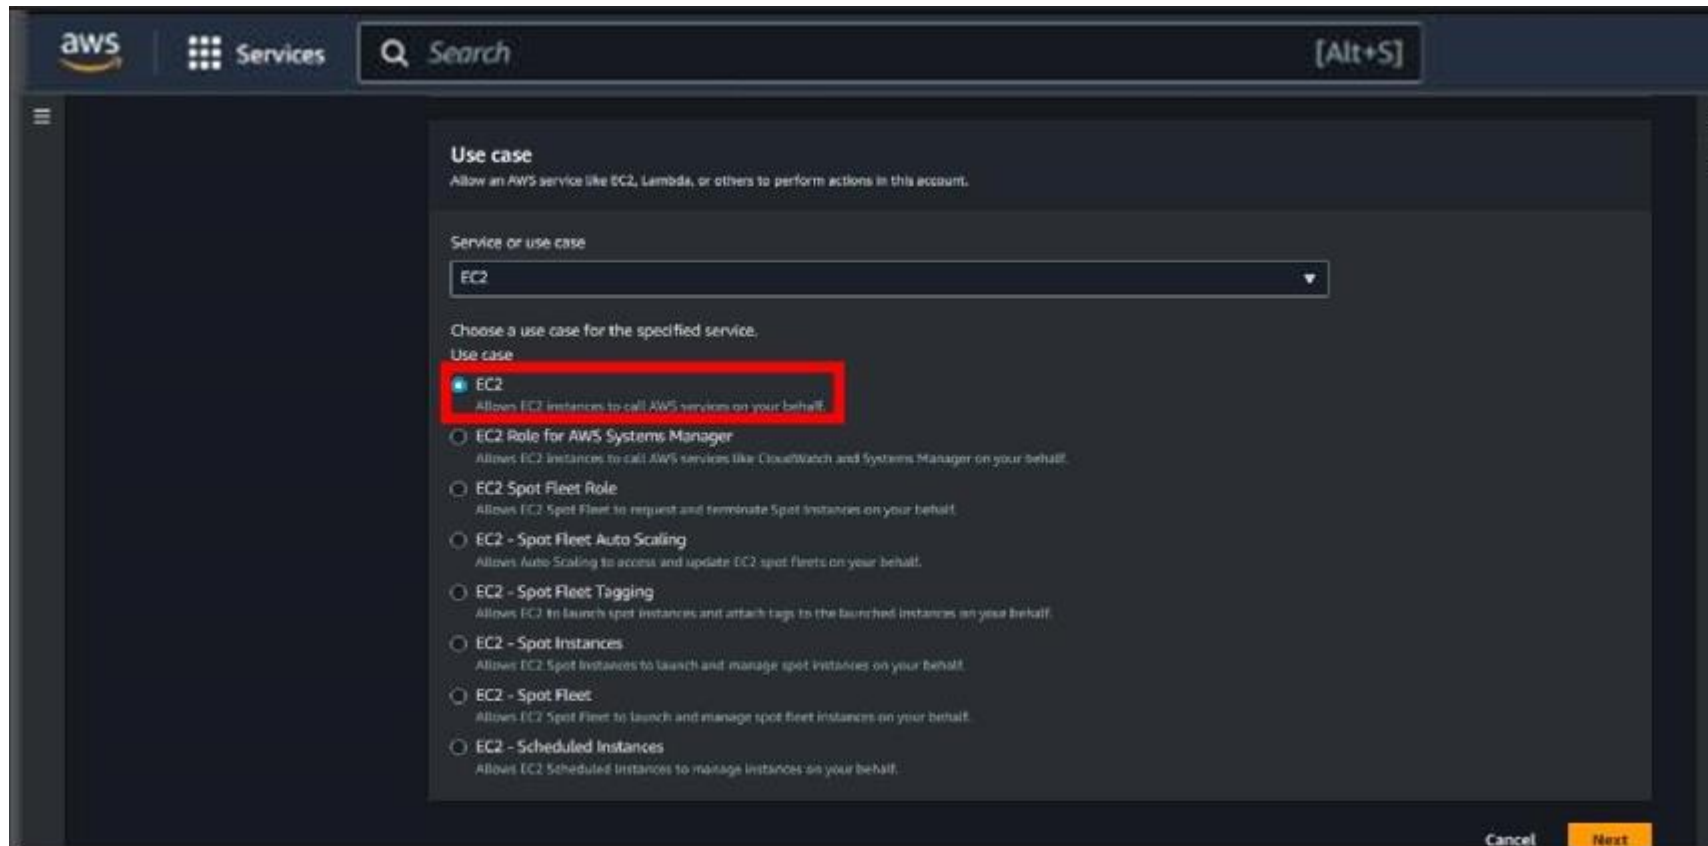 aws
Services
Search
[Alt+S]
Use case
Allow an AWS service like EC2, Lambda, or others to perform actions in this account.
Service or use case
EC2
Choose a use case for the specified service.
Use case
EC2
Allows EC2 instances to call AWS services on your behalf.
EC2 Role for AWS Systems Manager
Allows EC2 instances to call AWS services like CloudWatch and Systems Manager on your behalf.
EC2 Spot Fleet Role
Allows EC2 Spot Fleet to request and terminate Spot Instances on your behalf.
EC2 - Spot Fleet Auto Scaling
Allows Auto Scaling to access and update EC2 spot fleets on your behalf.
EC2 - Spot Fleet Tagging
Allows EC2 to launch spot instances and attach tags to the launched instances on your behalf.
EC2 - Spot Instances
Allows EC2 Spot Instances to launch and manage spot instances on your behalf.
EC2 - Spot Fleet
Allows EC2 Spot Fleet to launch and manage spot fleet instances on your behalf.
EC2 - Scheduled Instances
Allows EC2 Scheduled Instances to manage instances on your behalf.
Cancel
Next